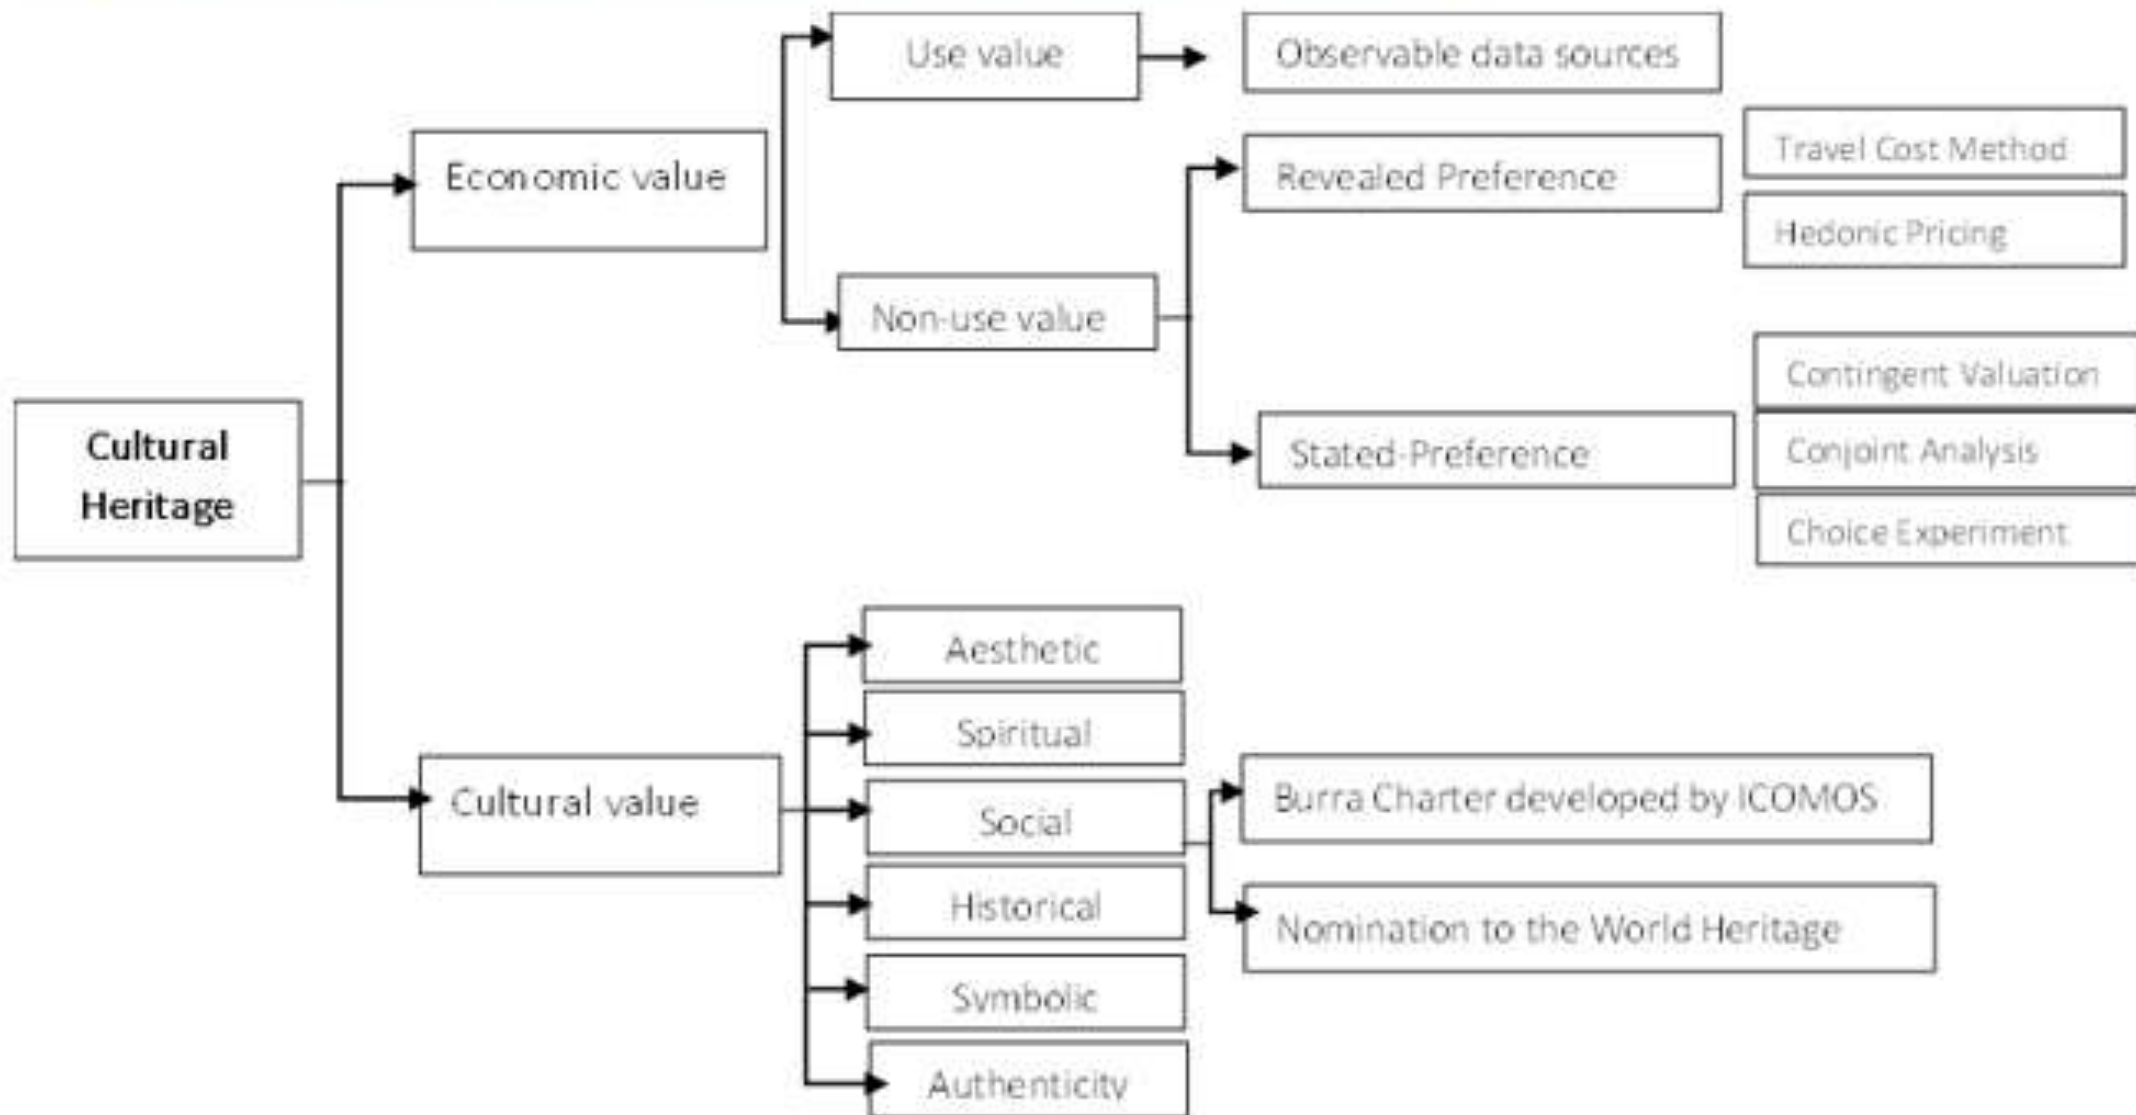 Use value
Observable data sources
Economic value
Revealed Preference
Travel Cost Method
Hedonic Pricing
Non-use value
Stated-Preference
Contingent Valuation
Conjoint Analysis
Choice Experiment
Cultural
Heritage
Cultural value
Aesthetic
Spiritual
Social
Historical
Symbolic
Authenticity
Burra Charter developed by ICOMOS
Nomination to the World Heritage